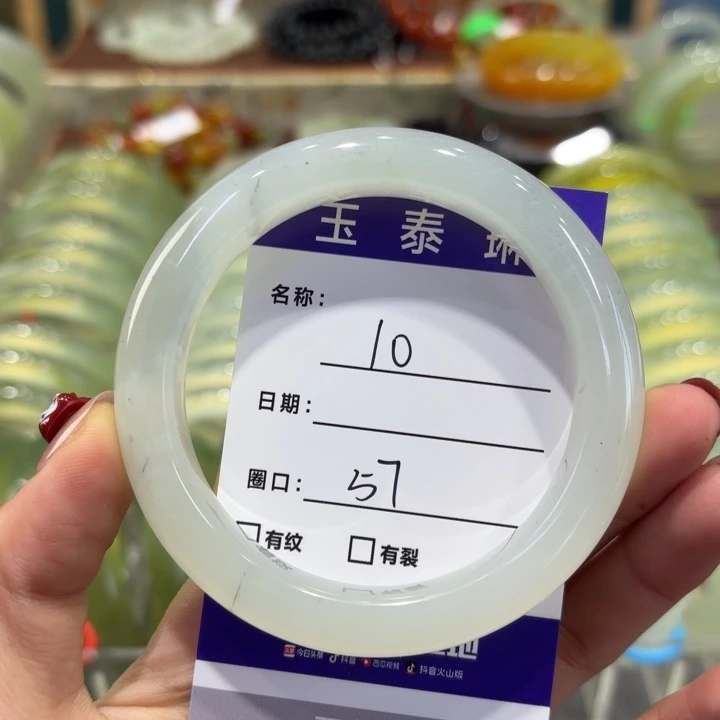 玉泰琳
名称:
10
日期:
圈口: 57
有纹 有裂
今日头条 抖音 西瓜视频 抖音火山版